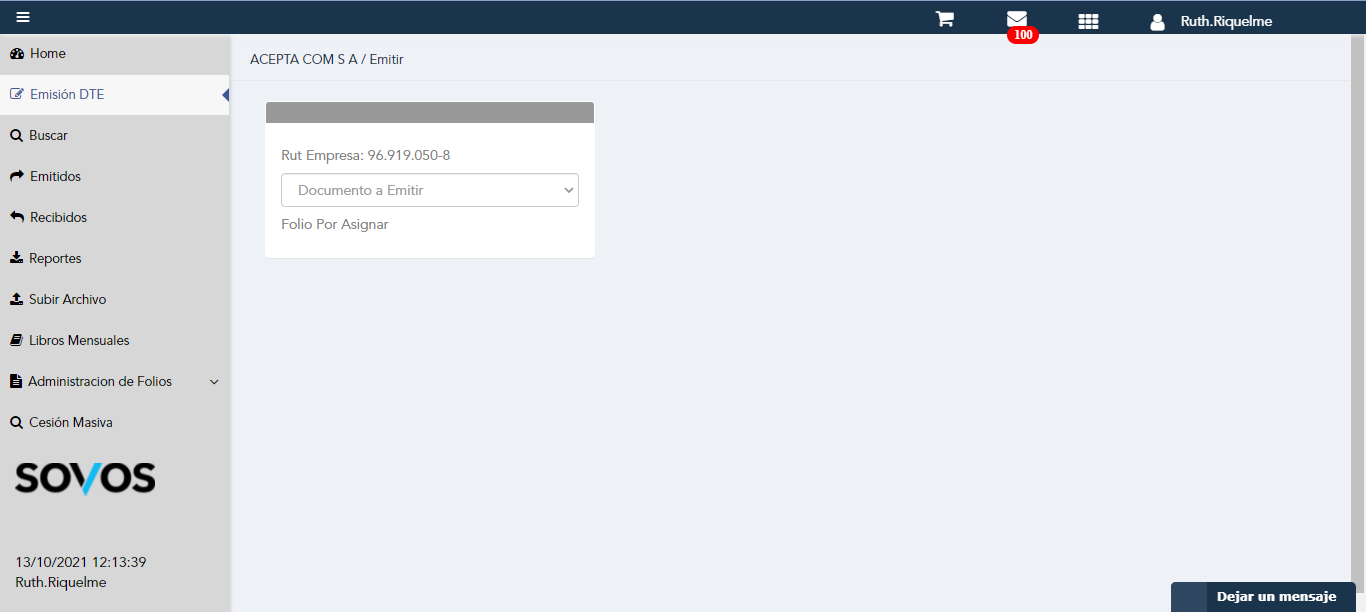 100
Ruth.Riquelme
Home
Emisión DTE
Buscar
Emitidos
Recibidos
Reportes
Subir Archivo
Libros Mensuales
Administracion de Folios
Cesión Masiva
SOVOS
13/10/2021 12:13:39
Ruth.Riquelme
ACEPTA COM S A / Emitir
Rut Empresa: 96.919.050-8
Documento a Emitir
Folio Por Asignar
Dejar un mensaje